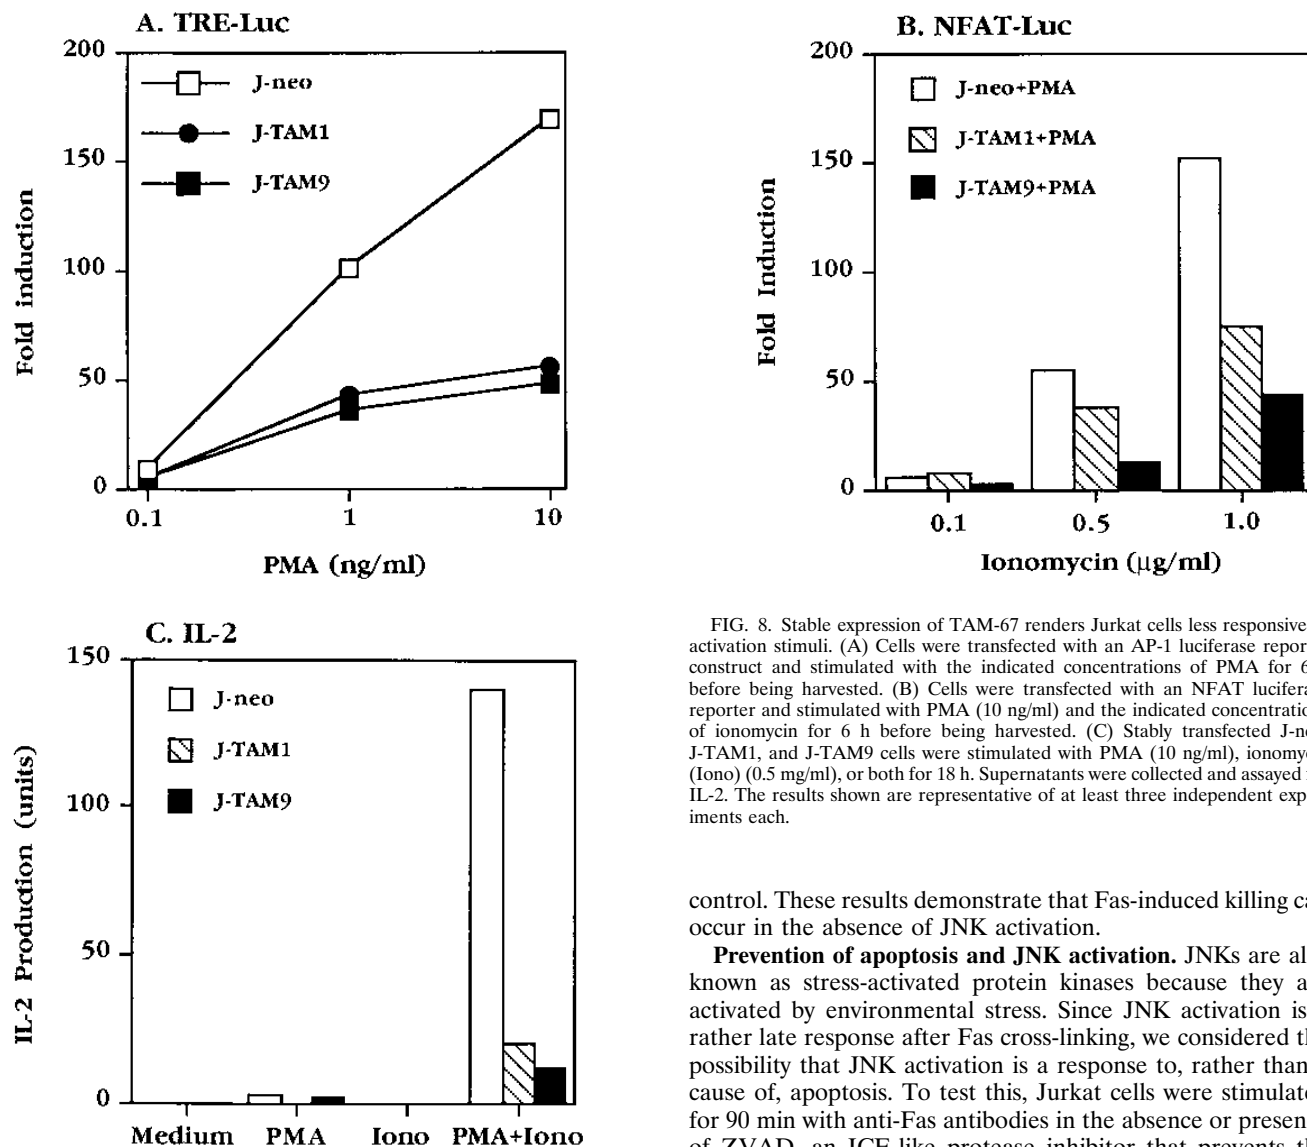 A. TRE-Luc
200
150
100
50
0
Fold induction
J-neo
J-TAM1
J-TAM9
0.1 1 10
PMA (ng/ml)
B. NFAT-Luc
200
150
100
50
0
Fold Induction
J-neo+PMA
J-TAM1+PMA
J-TAM9+PMA
0.1 0.5 1.0
Ionomycin (µg/ml)
C. IL-2
150
100
50
0
IL-2 Production (units)
J-neo
J-TAM1
J-TAM9
Medium PMA Iono PMA+Iono
FIG. 8. Stable expression of TAM-67 renders Jurkat cells less responsive
activation stimuli. (A) Cells were transfected with an AP-1 luciferase repor
construct and stimulated with the indicated concentrations of PMA for 6
before being harvested. (B) Cells were transfected with an NFAT lucifera
reporter and stimulated with PMA (10 ng/ml) and the indicated concentratio
of ionomycin for 6 h before being harvested. (C) Stably transfected J-ne
J-TAM1, and J-TAM9 cells were stimulated with PMA (10 ng/ml), ionomyc
(Iono) (0.5 mg/ml), or both for 18 h. Supernatants were collected and assayed
IL-2. The results shown are representative of at least three independent exp
iments each.
control. These results demonstrate that Fas-induced killing ca
occur in the absence of JNK activation.
Prevention of apoptosis and JNK activation. JNKs are al
known as stress-activated protein kinases because they a
activated by environmental stress. Since JNK activation is
rather late response after Fas cross-linking, we considered th
possibility that JNK activation is a response to, rather than
cause of, apoptosis. To test this, Jurkat cells were stimulate
for 90 min with anti-Fas antibodies in the absence or presen
of ZVAD, an ICE-like protease inhibitor that prevents th